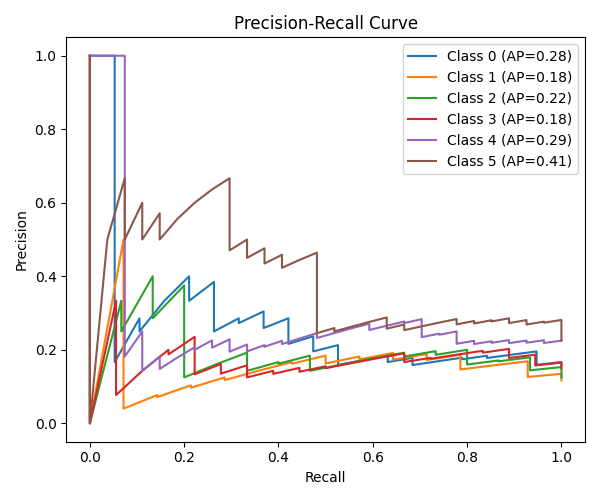 Precision-Recall Curve
Class 0 (AP=0.28)
Class 1 (AP=0.18)
Class 2 (AP=0.22)
Class 3 (AP=0.18)
Class 4 (AP=0.29)
Class 5 (AP=0.41)
Precision
1.0
0.8
0.6
0.4
0.2
0.0
0.0 0.2 0.4 0.6 0.8 1.0
Recall